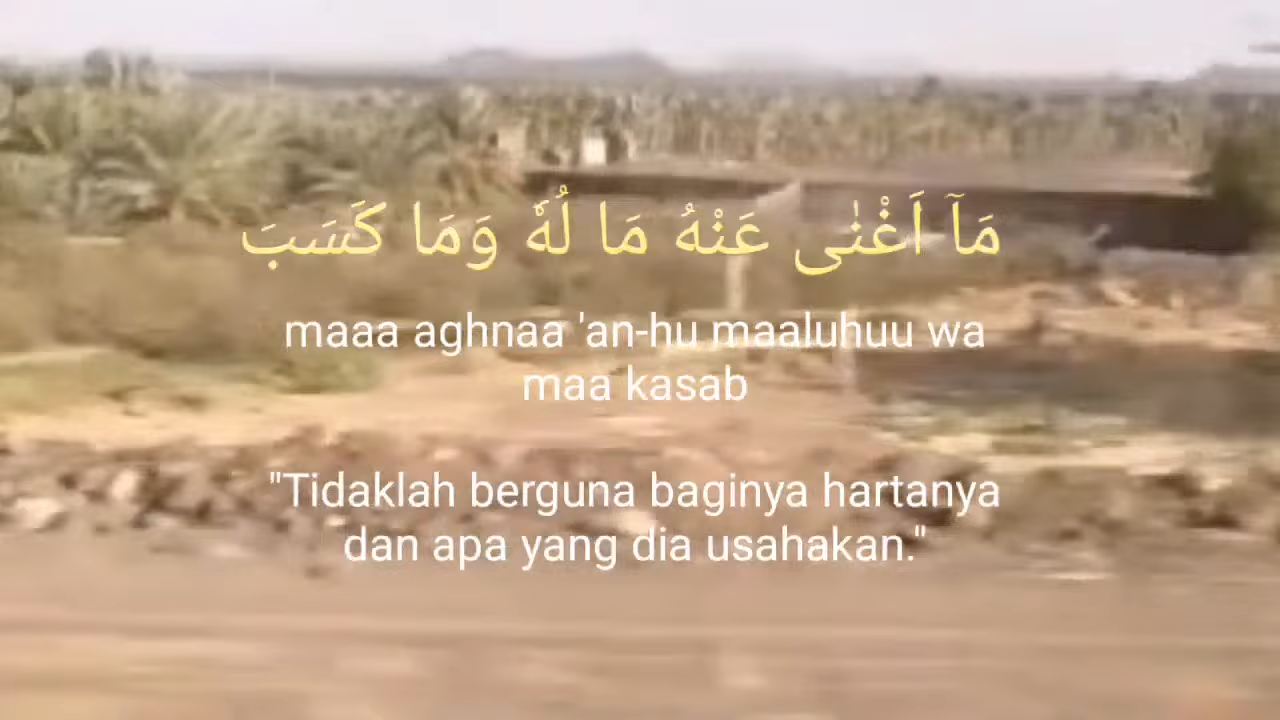 مَآ اَغْنٰى عَنْهُ مَا لُهٗ وَمَا كَسَبَ
maaa aghnaa 'an-hu maaluhuu wa
maa kasab
"Tidaklah berguna baginya hartanya
dan apa yang dia usahakan."